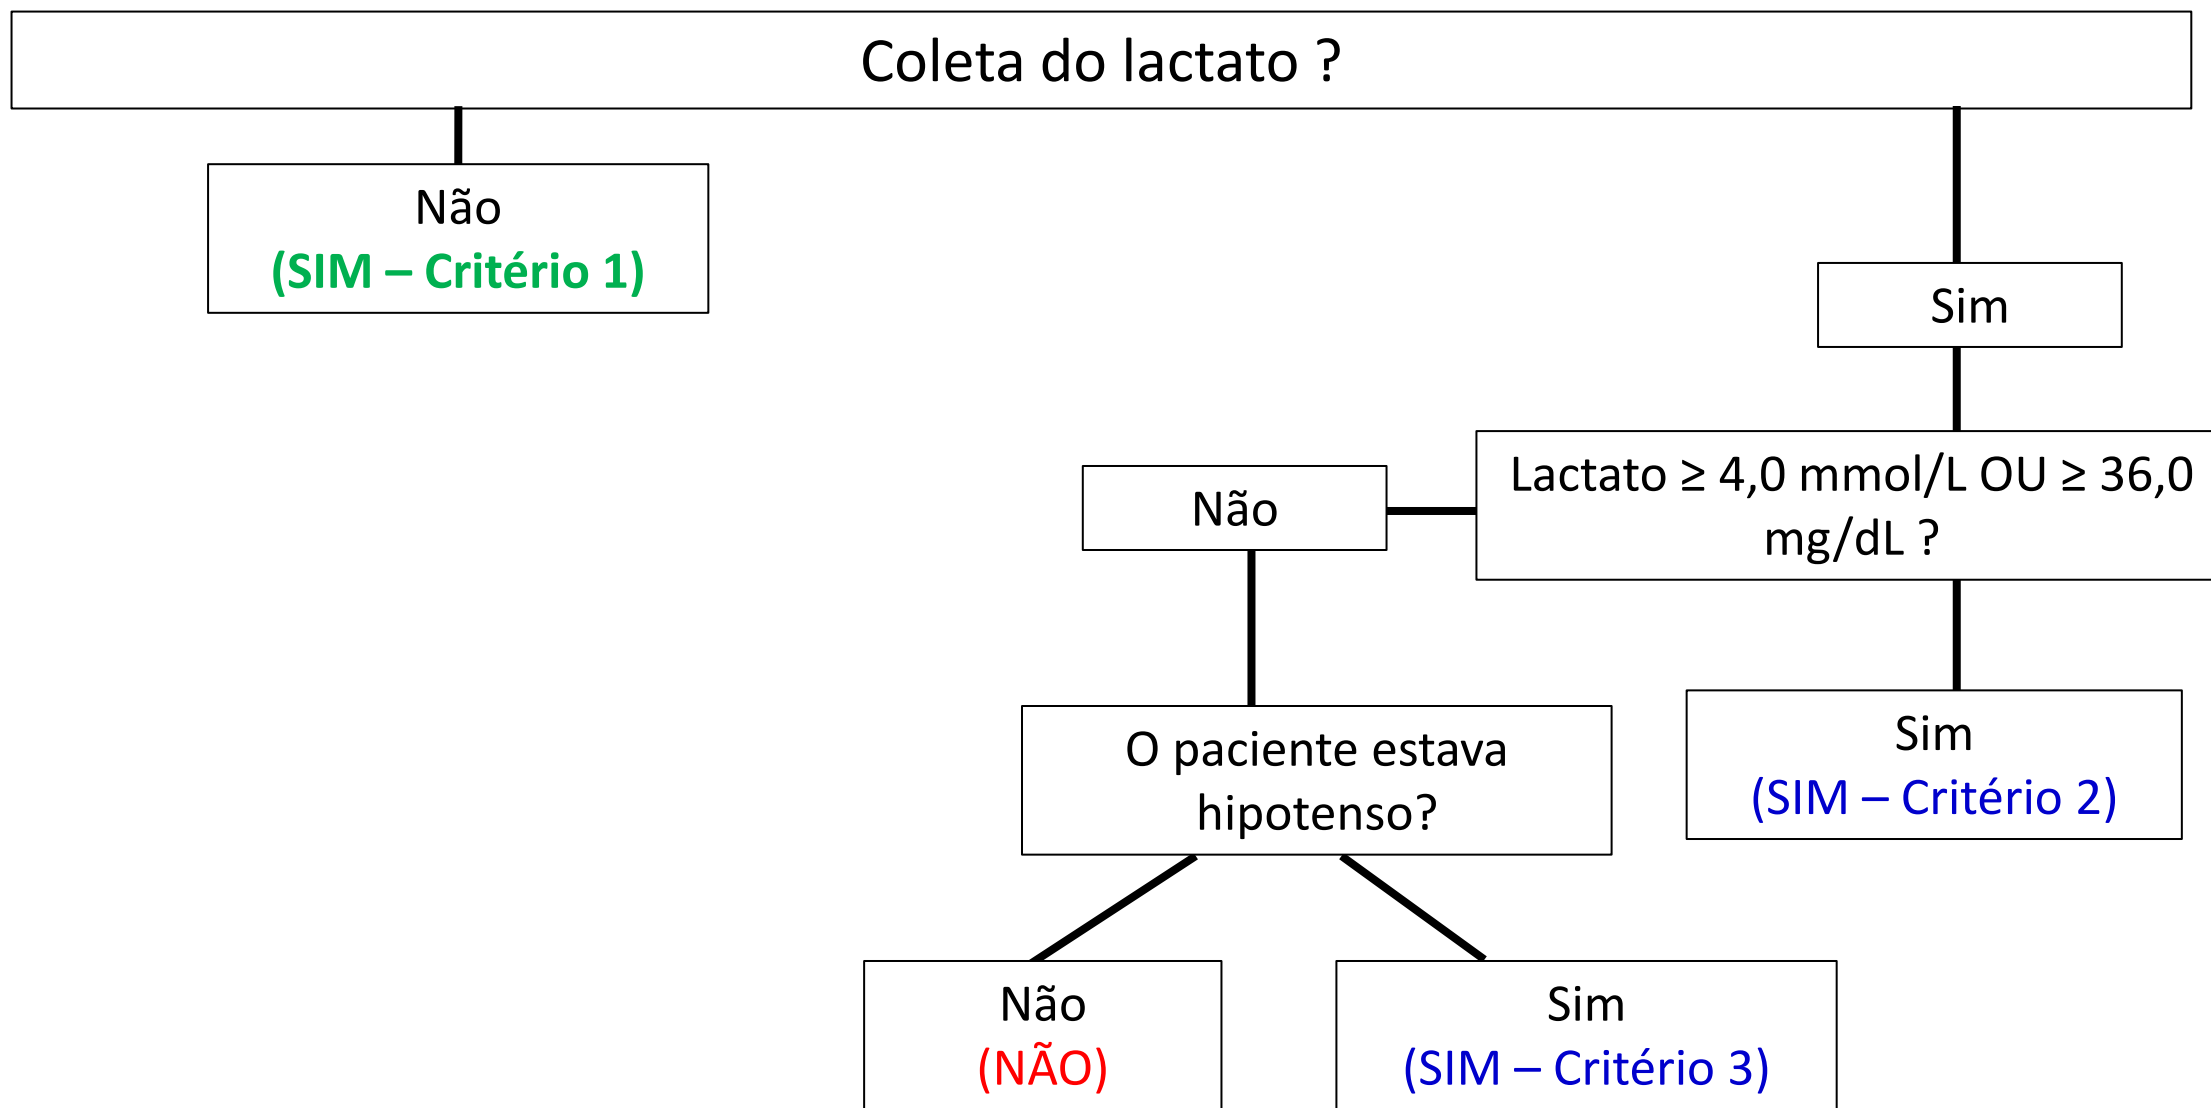 Coleta do lactato ?
Não
(SIM – Critério 1)
Sim
Lactato ≥ 4,0 mmol/L OU ≥ 36,0
mg/dL ?
Não
O paciente estava
hipotenso?
Sim
(SIM – Critério 2)
Não
(NÃO)
Sim
(SIM – Critério 3)